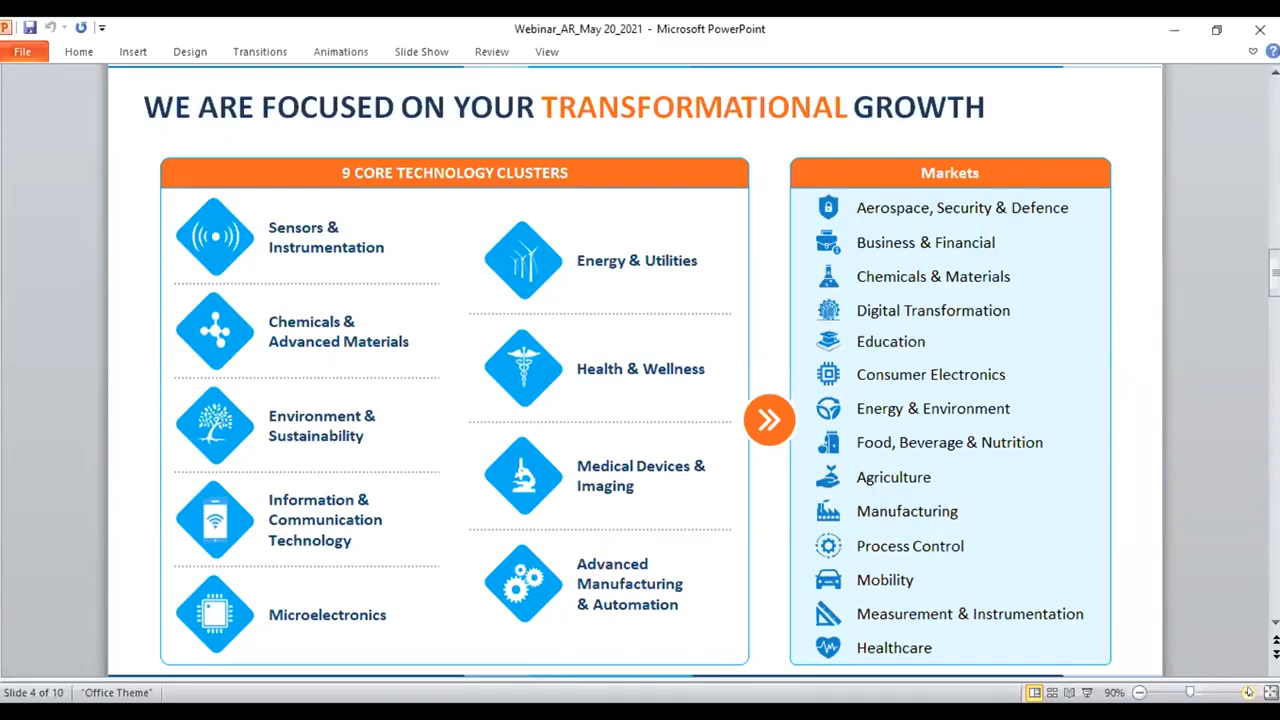 Webinar_AR_May 20_2021 - Microsoft PowerPoint
File Home Insert Design Transitions Animations Slide Show Review View
WE ARE FOCUSED ON YOUR TRANSFORMATIONAL GROWTH
9 CORE TECHNOLOGY CLUSTERS
Sensors &
Instrumentation
Chemicals &
Advanced Materials
Environment &
Sustainability
Information &
Communication
Technology
Microelectronics
Energy & Utilities
Health & Wellness
Medical Devices &
Imaging
Advanced
Manufacturing
& Automation
Markets
Aerospace, Security & Defence
Business & Financial
Chemicals & Materials
Digital Transformation
Education
Consumer Electronics
Energy & Environment
Food, Beverage & Nutrition
Agriculture
Manufacturing
Process Control
Mobility
Measurement & Instrumentation
Healthcare
Slide 4 of 10 "Office Theme" 90%